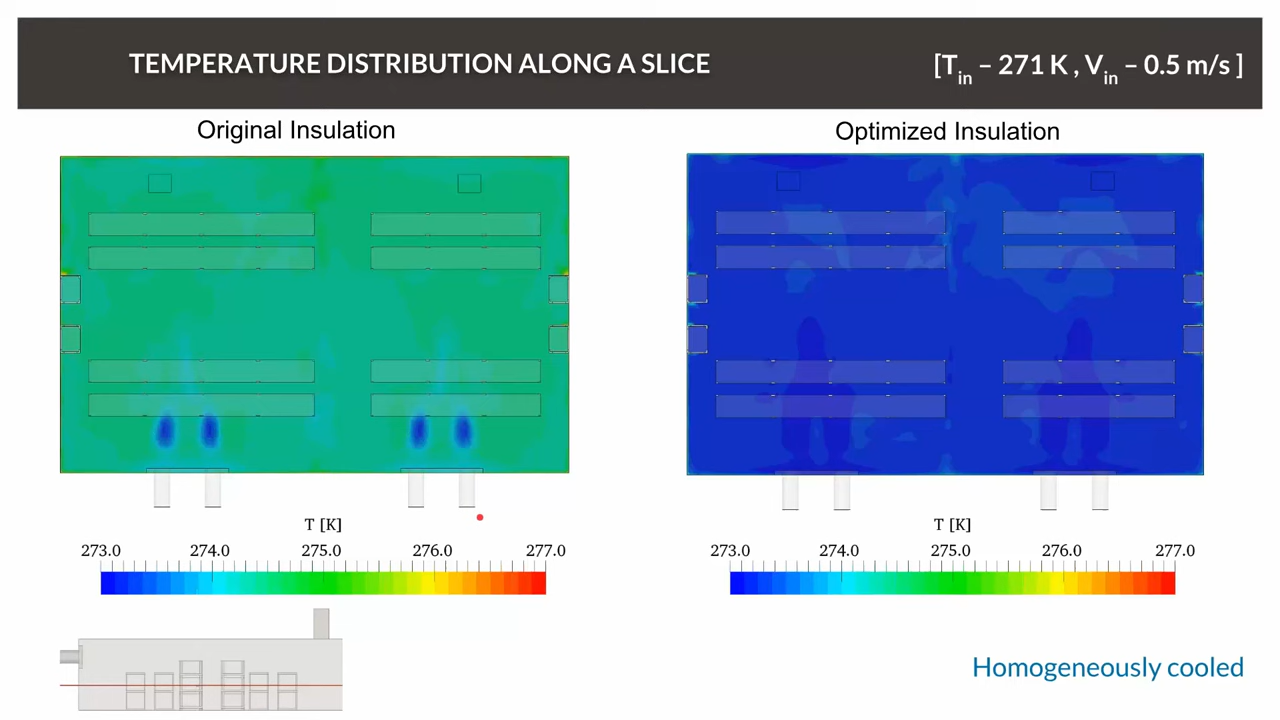 TEMPERATURE DISTRIBUTION ALONG A SLICE
[Tin – 271 K , Vin – 0.5 m/s ]
Original Insulation
Optimized Insulation
T [K]
273.0 274.0 275.0 276.0 277.0
T [K]
273.0 274.0 275.0 276.0 277.0
Homogeneously cooled